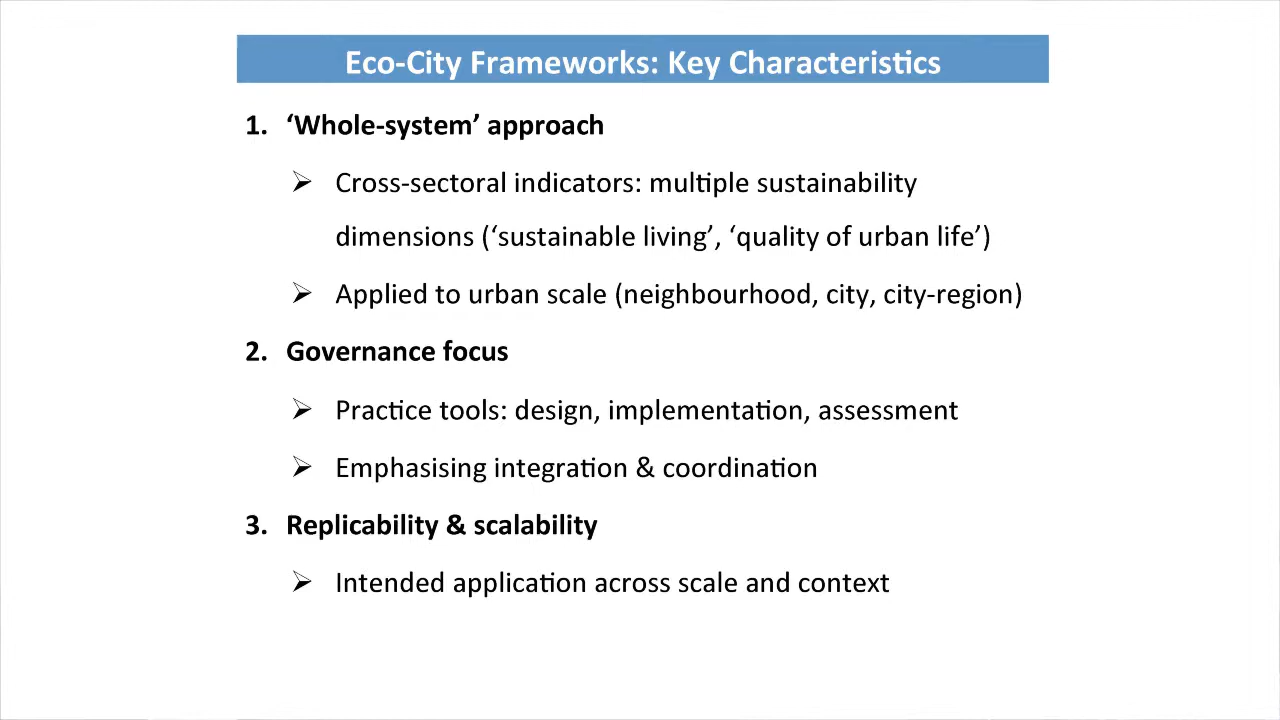 Eco-City Frameworks: Key Characteristics
1. ‘Whole-system’ approach
➢ Cross-sectoral indicators: multiple sustainability
dimensions (‘sustainable living’, ‘quality of urban life’)
➢ Applied to urban scale (neighbourhood, city, city-region)
2. Governance focus
➢ Practice tools: design, implementation, assessment
➢ Emphasising integration & coordination
3. Replicability & scalability
➢ Intended application across scale and context